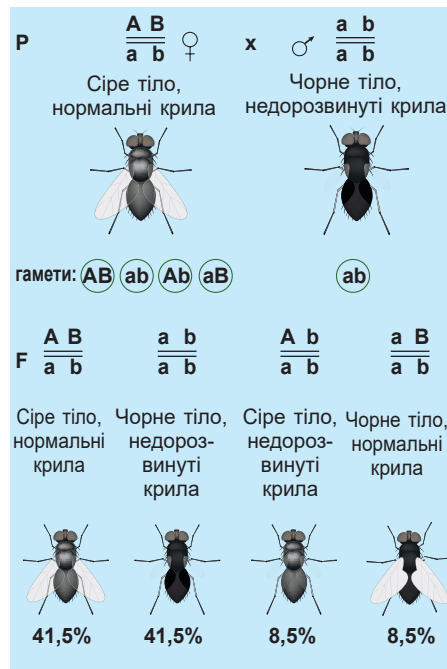 P A B ♀ x ♂ a b
a b a b
Сіре тіло, Чорне тіло,
нормальні крила недорозвинуті крила
гамети: AB ab Ab aB ab
F A B a b A b a B
a b a b a b a b
Сіре тіло, Чорне тіло, Сіре тіло, Чорне тіло,
нормальні недорoз- недороз- нормальні
крила винуті винуті крила
крила крила
41,5% 41,5% 8,5% 8,5%